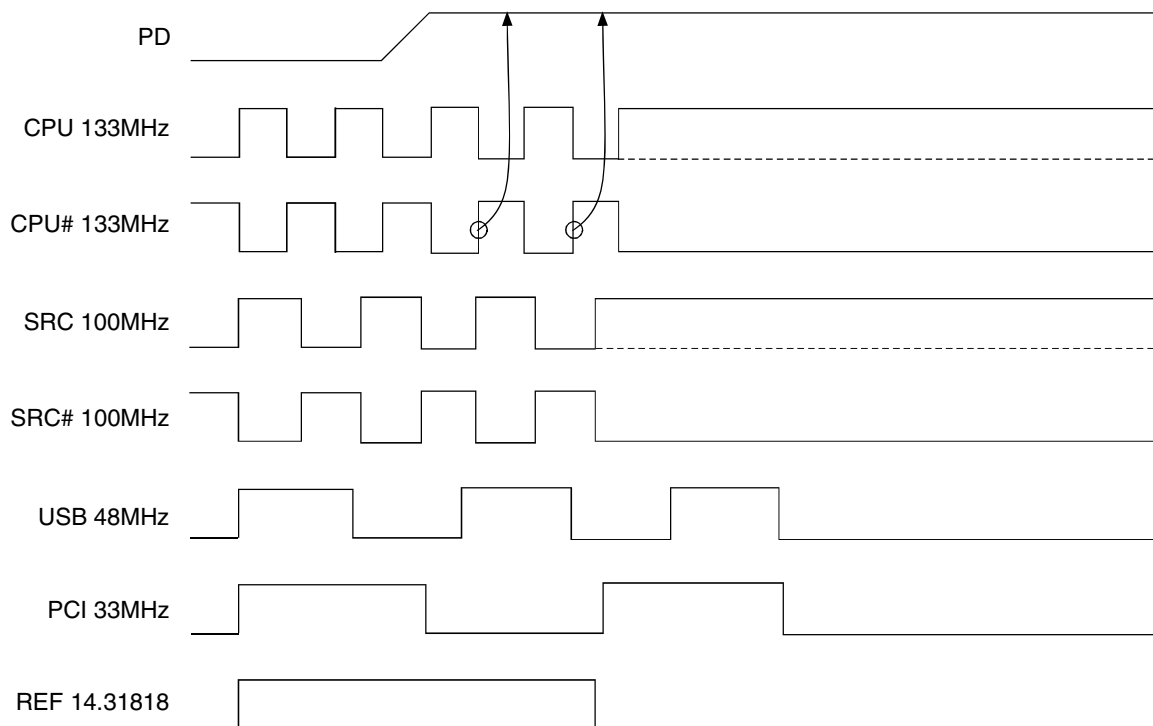 PD
CPU 133MHz
CPU# 133MHz
SRC 100MHz
SRC# 100MHz
USB 48MHz
PCI 33MHz
REF 14.31818